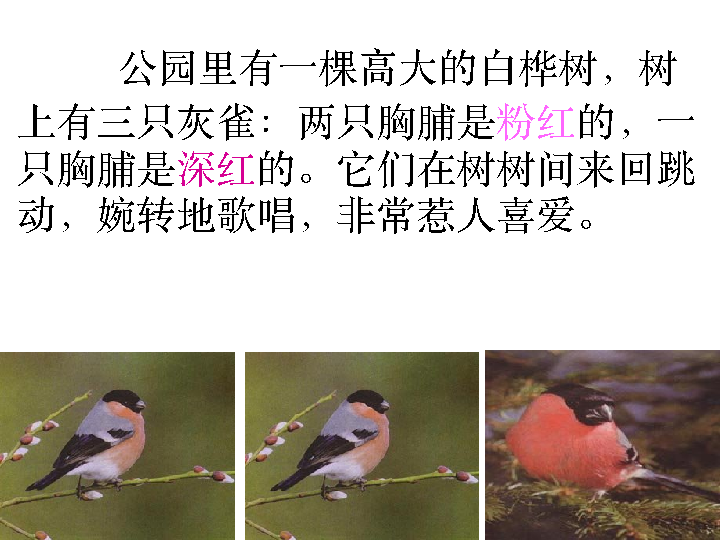 公园里有一棵高大的白桦树，树
上有三只灰雀：两只胸脯是粉红的，一
只胸脯是深红的。它们在树树间来回跳
动，婉转地歌唱，非常惹人喜爱。